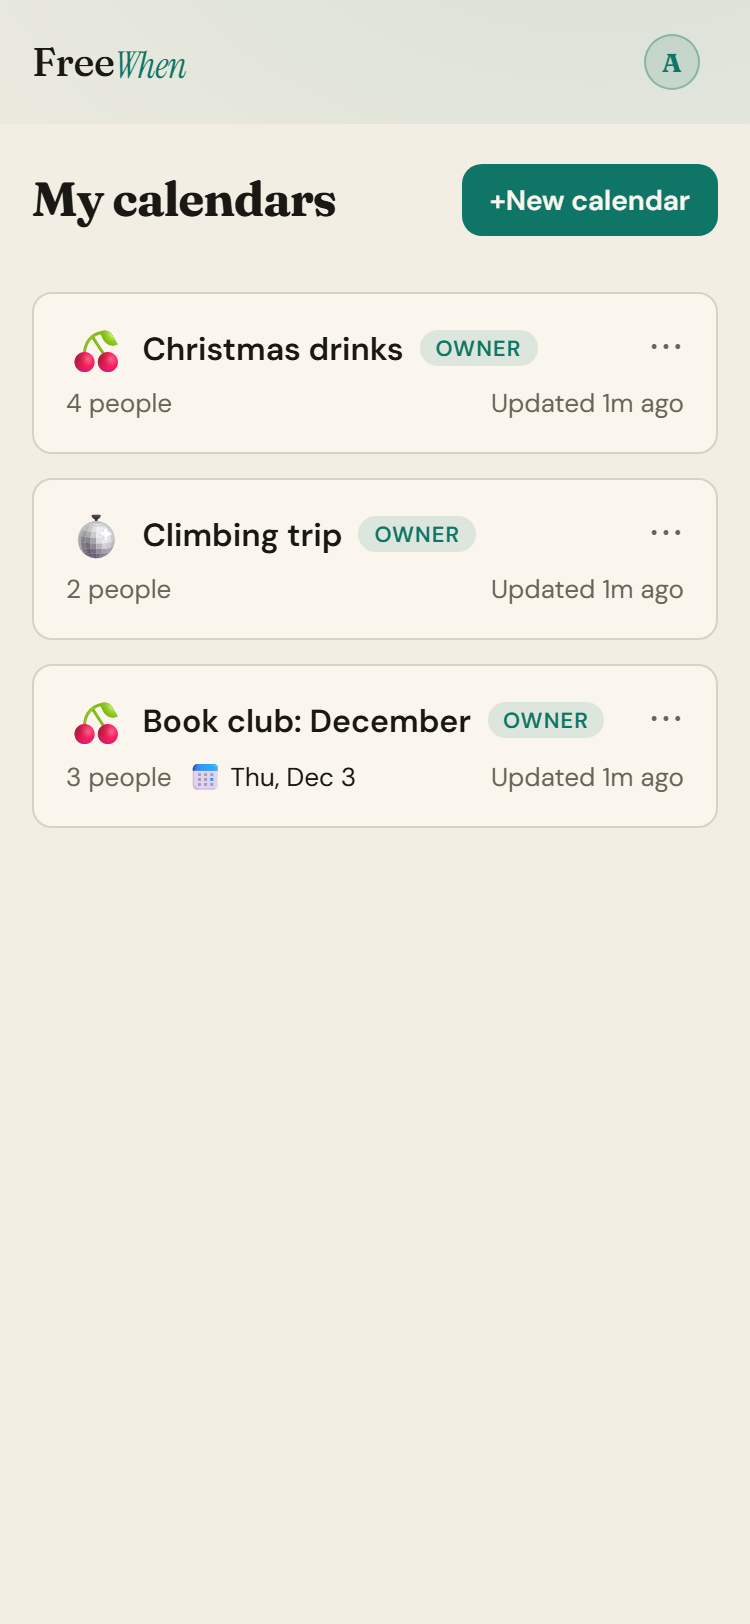 FreeWhen
A
My calendars
+New calendar
Christmas drinks OWNER ...
4 people Updated 1m ago
Climbing trip OWNER ...
2 people Updated 1m ago
Book club: December OWNER ...
3 people Thu, Dec 3 Updated 1m ago